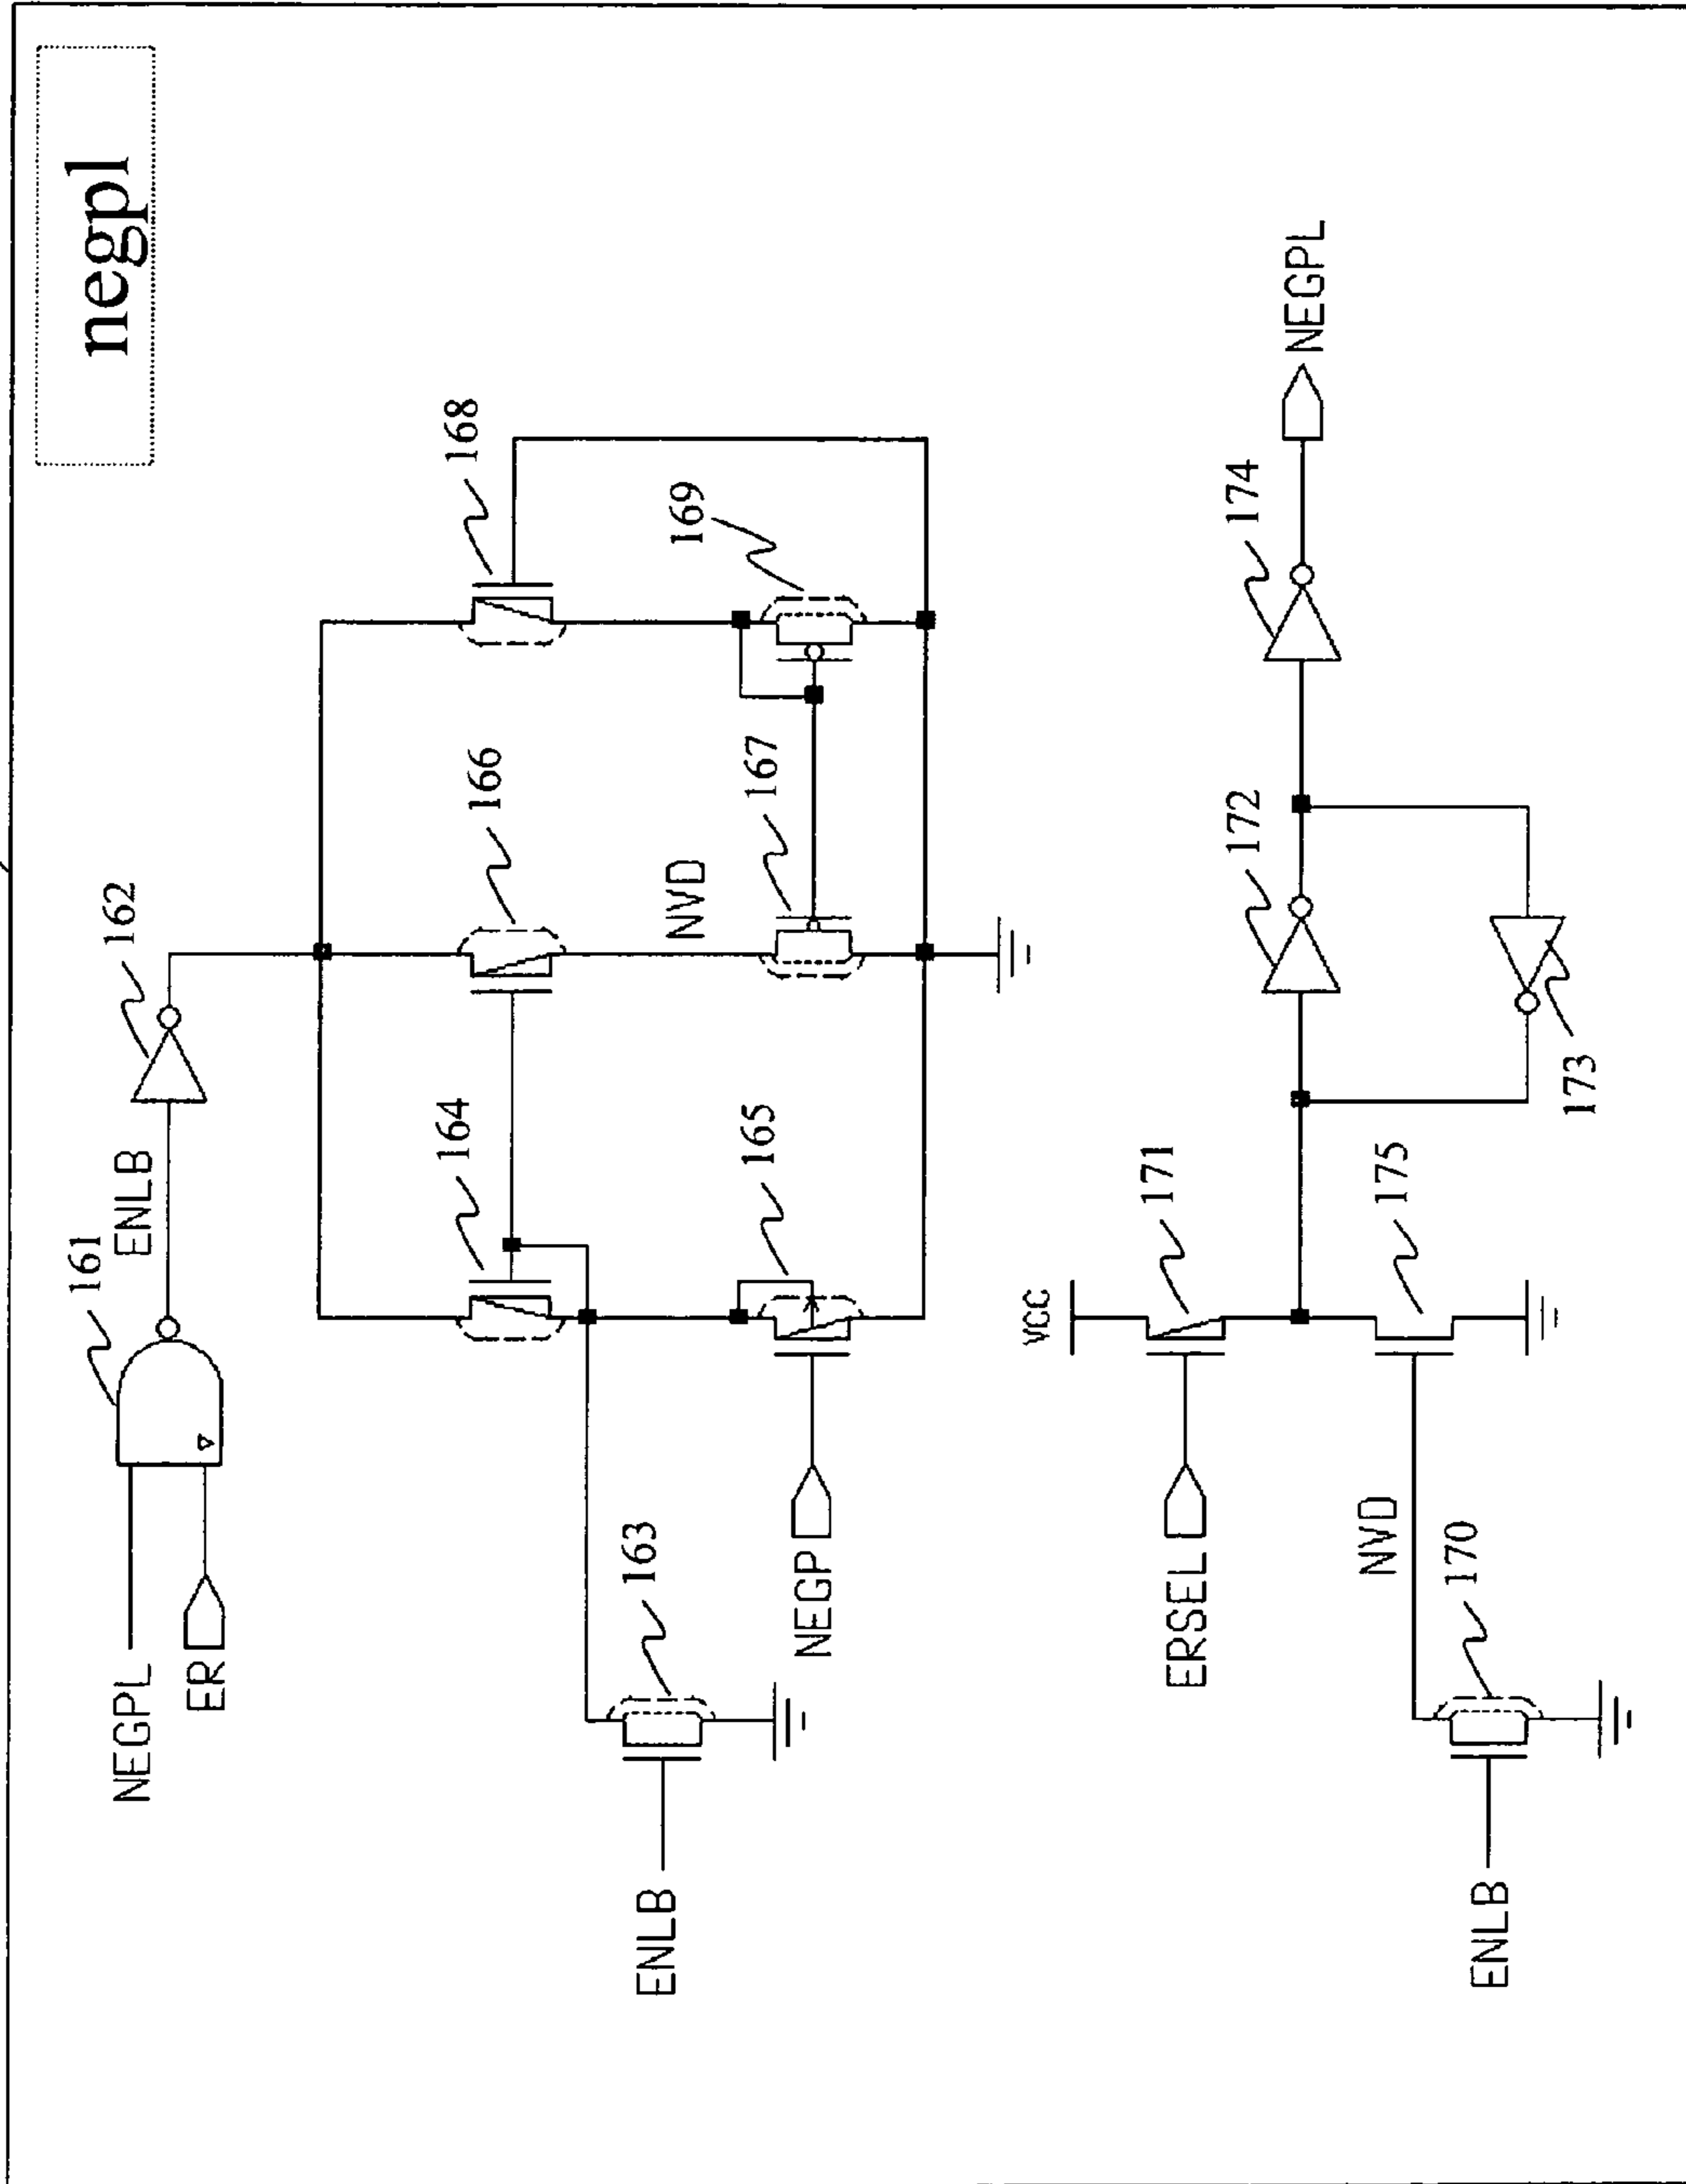 negpl
NEGPL
ER
161
ENLB
162
164
166
168
165
NVD
167
169
ENLB
163
NEGP
VCC
ERSEL
171
172
174
NEGPL
NVD
175
173
ENLB
170